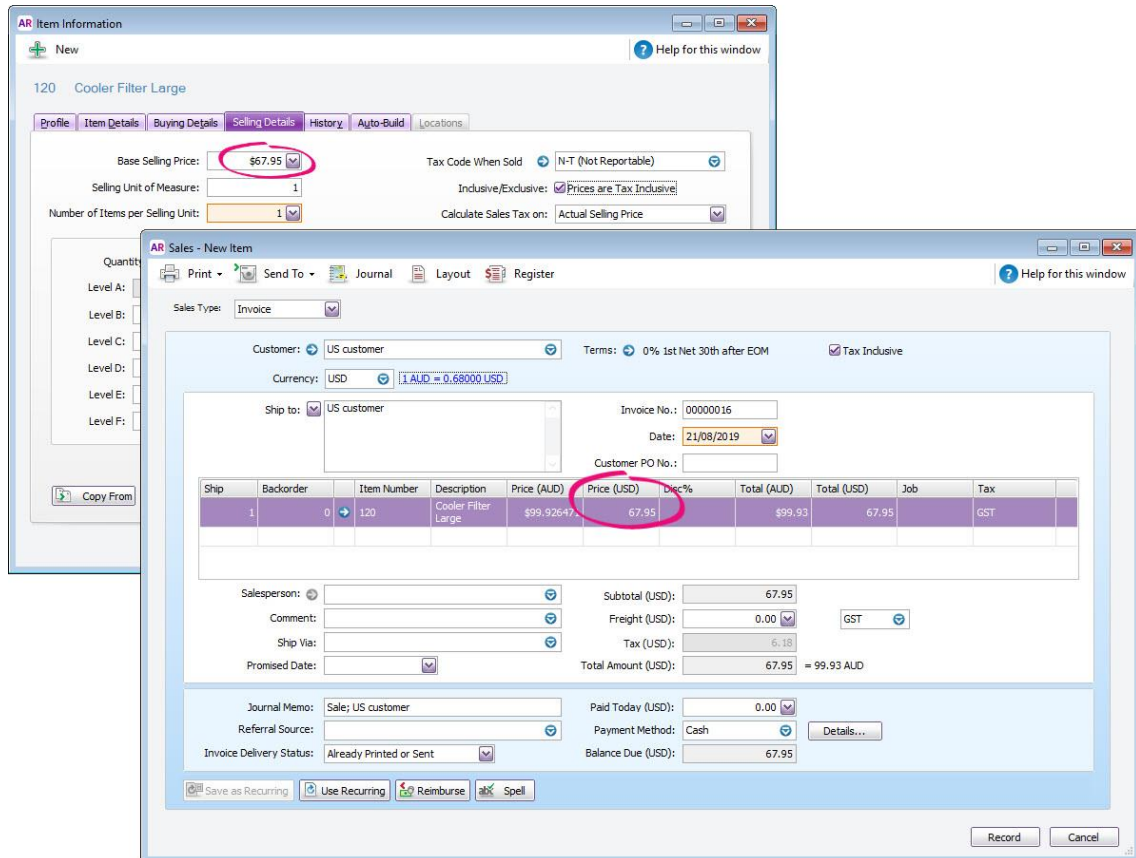 AR Item Information
New
Help for this window
120 Cooler Filter Large
Profile Item Details Buying Details Selling Details History Auto-Build Locations
Base Selling Price: $67.95
Tax Code When Sold N-T (Not Reportable)
Selling Unit of Measure: 1
Inclusive/Exclusive: Prices are Tax Inclusive
Number of Items per Selling Unit: 1
Calculate Sales Tax on: Actual Selling Price
Level A:
Level B:
Level C:
Level D:
Level E:
Level F:
Copy From
AR Sales - New Item
Print Send To Journal Layout Register
Help for this window
Sales Type: Invoice
Customer: US customer
Terms: 0% 1st Net 30th after EOM
Tax Inclusive
Currency: USD 1 AUD = 0.68000 USD
Ship to: US customer
Invoice No.: 00000016
Date: 21/08/2019
Customer PO No.:
Ship Backorder Item Number Description Price (AUD) Price (USD) Disc% Total (AUD) Total (USD) Job Tax
1 0 120 Cooler Filter Large $99.92647 67.95 $99.93 67.95 GST
Salesperson:
Subtotal (USD): 67.95
Comment:
Freight (USD): 0.00 GST
Ship Via:
Tax (USD): 6.18
Promised Date:
Total Amount (USD): 67.95 = 99.93 AUD
Journal Memo: Sale; US customer
Paid Today (USD): 0.00
Referral Source:
Payment Method: Cash Details...
Invoice Delivery Status: Already Printed or Sent
Balance Due (USD): 67.95
Save as Recurring Use Recurring Reimburse abc Spell
Record Cancel